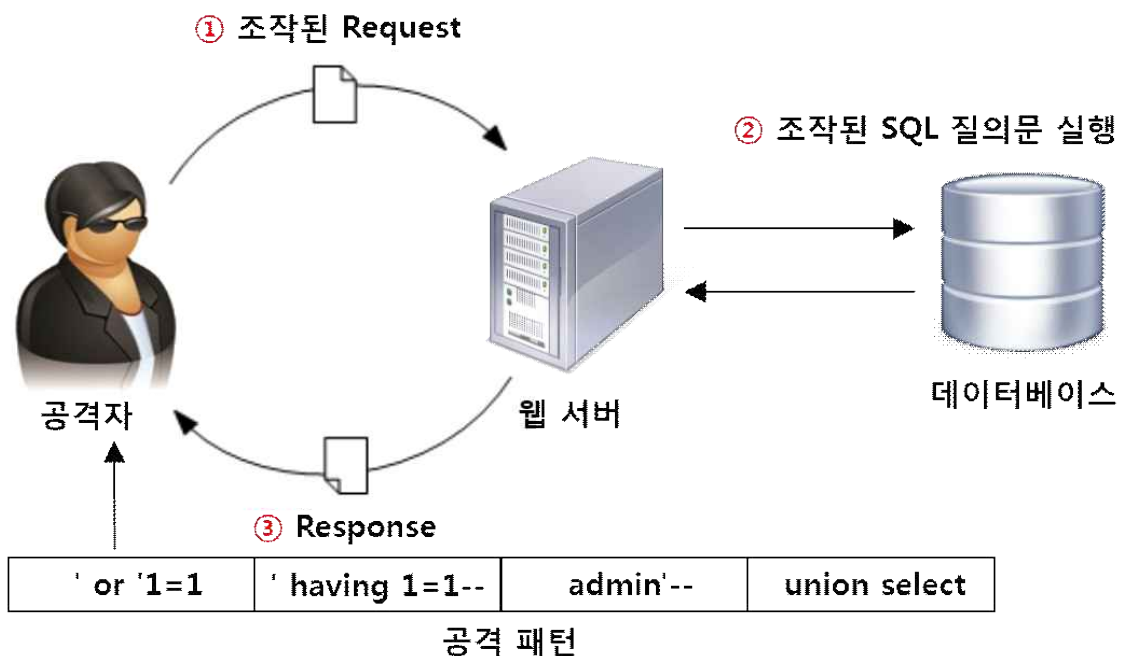 ① 조작된 Request
② 조작된 SQL 질의문 실행
공격자
웹 서버
데이터베이스
③ Response
' or '1=1
' having 1=1--
admin'--
union select
공격 패턴